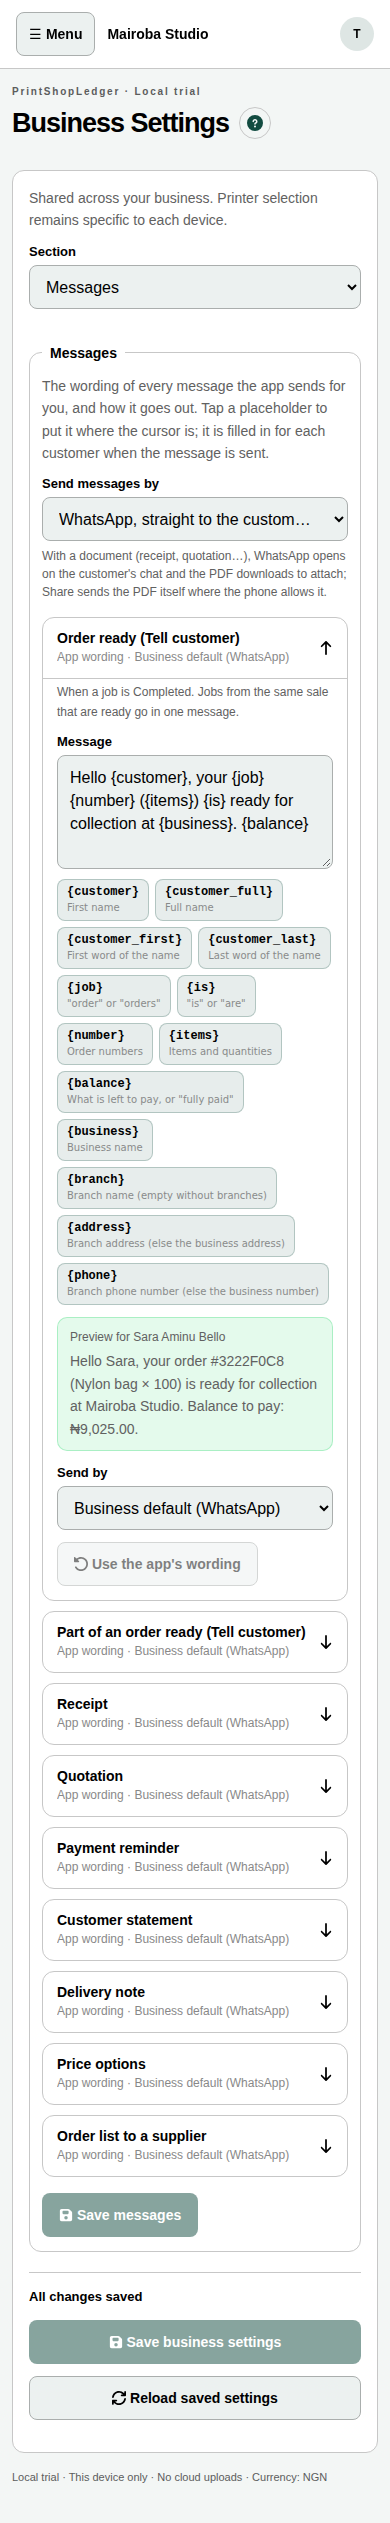 ☰ Menu
Mairoba Studio
T
PrintShopLedger · Local trial
Business Settings
?
Shared across your business. Printer selection
remains specific to each device.
Section
Messages
Messages
The wording of every message the app sends for
you, and how it goes out. Tap a placeholder to
put it where the cursor is; it is filled in for each
customer when the message is sent.
Send messages by
WhatsApp, straight to the custom…
With a document (receipt, quotation…), WhatsApp opens
on the customer's chat and the PDF downloads to attach;
Share sends the PDF itself where the phone allows it.
Order ready (Tell customer)
App wording · Business default (WhatsApp)
When a job is Completed. Jobs from the same sale
that are ready go in one message.
Message
Hello {customer}, your {job}
{number} ({items}) {is} ready for
collection at {business}. {balance}
{customer}
First name
{customer_full}
Full name
{customer_first}
First word of the name
{customer_last}
Last word of the name
{job}
"order" or "orders"
{is}
"is" or "are"
{number}
Order numbers
{items}
Items and quantities
{balance}
What is left to pay, or "fully paid"
{business}
Business name
{branch}
Branch name (empty without branches)
{address}
Branch address (else the business address)
{phone}
Branch phone number (else the business number)
Preview for Sara Aminu Bello
Hello Sara, your order #3222F0C8
(Nylon bag × 100) is ready for collection
at Mairoba Studio. Balance to pay:
₦9,025.00.
Send by
Business default (WhatsApp)
Use the app's wording
Part of an order ready (Tell customer)
App wording · Business default (WhatsApp)
Receipt
App wording · Business default (WhatsApp)
Quotation
App wording · Business default (WhatsApp)
Payment reminder
App wording · Business default (WhatsApp)
Customer statement
App wording · Business default (WhatsApp)
Delivery note
App wording · Business default (WhatsApp)
Price options
App wording · Business default (WhatsApp)
Order list to a supplier
App wording · Business default (WhatsApp)
Save messages
All changes saved
Save business settings
Reload saved settings
Local trial · This device only · No cloud uploads · Currency: NGN